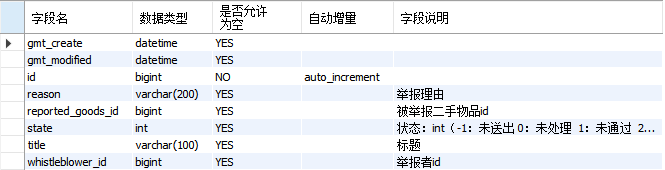 字段名 数据类型 是否允许为空 自动增量 字段说明
gmt_create datetime YES
gmt_modified datetime YES
id bigint NO auto_increment
reason varchar(200) YES 举报理由
reported_goods_id bigint YES 被举报二手物品id
state int YES 状态：int（-1：未送出 0：未处理 1：未通过 2...
title varchar(100) YES 标题
whistleblower_id bigint YES 举报者id